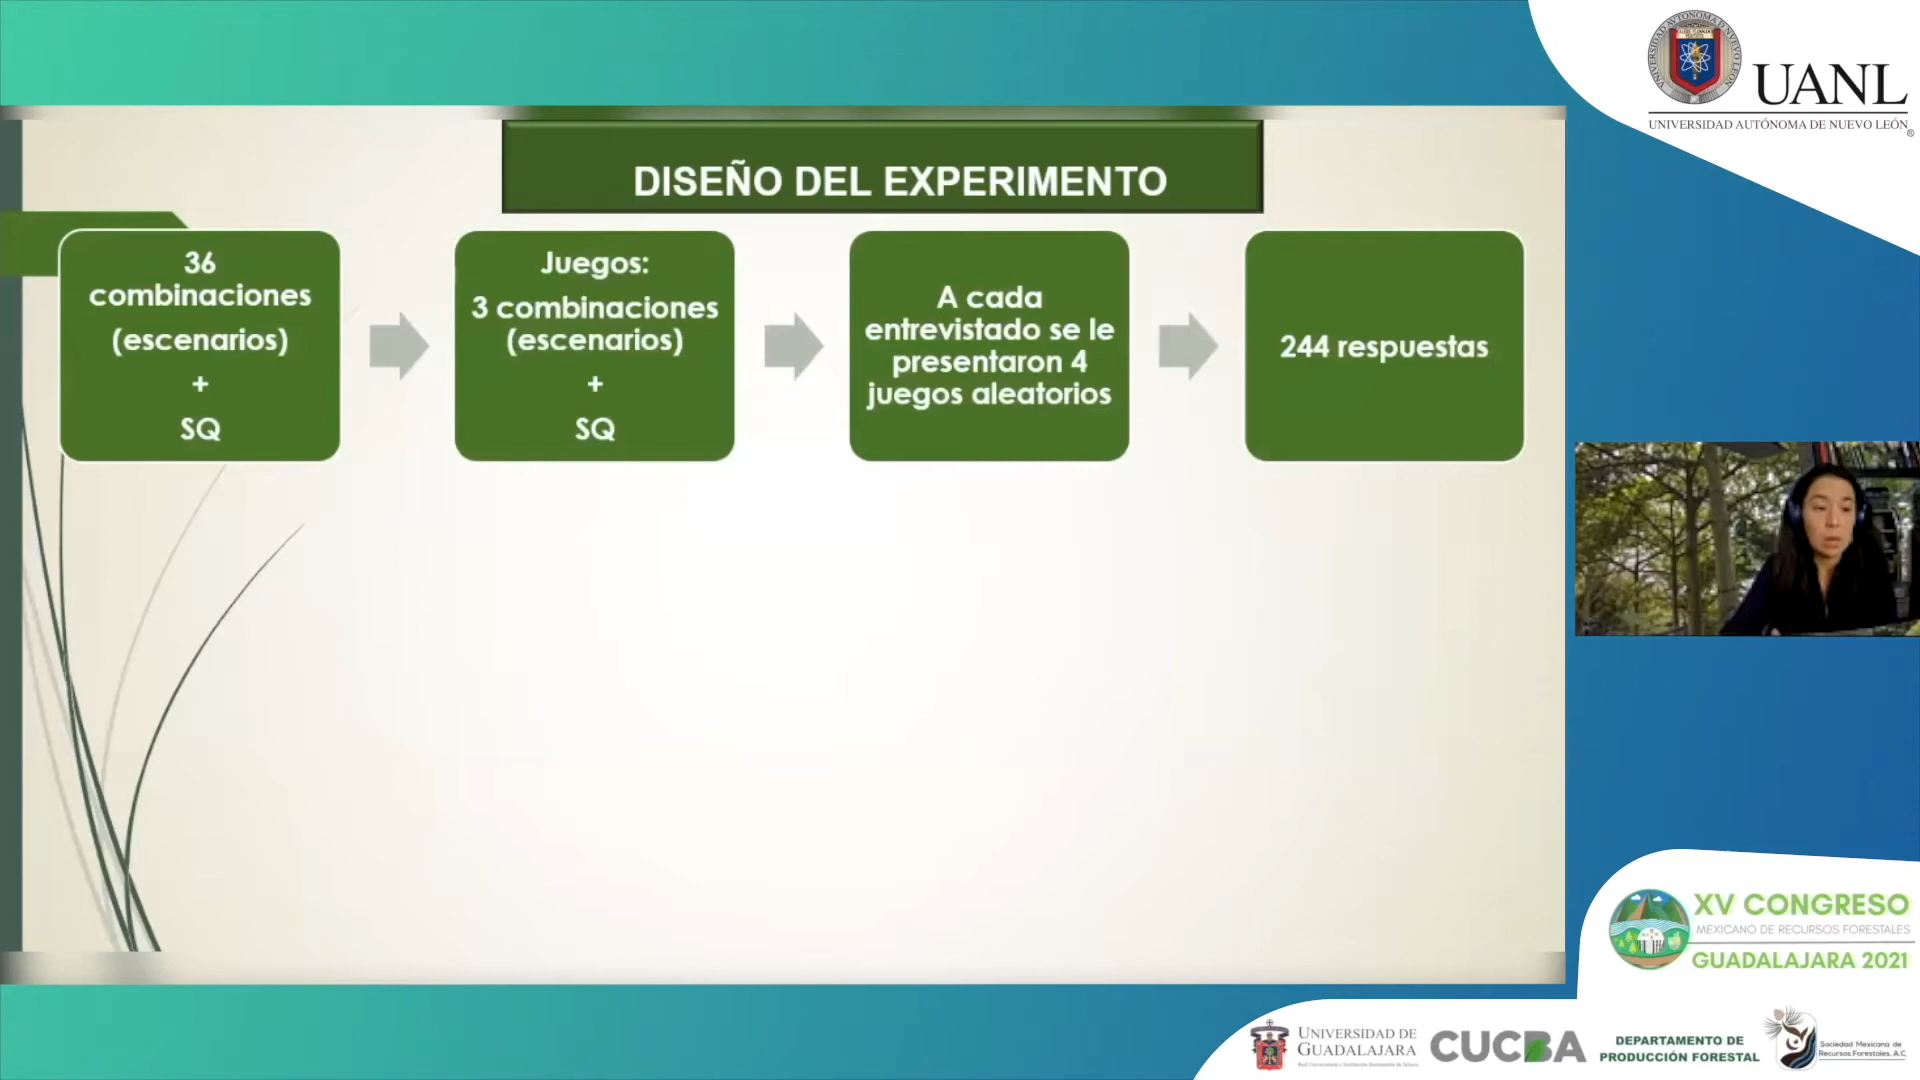 UANL
UNIVERSIDAD AUTÓNOMA DE NUEVO LEÓN
®
DISEÑO DEL EXPERIMENTO
36
combinaciones
(escenarios)
+
SQ
Juegos:
3 combinaciones
(escenarios)
+
SQ
A cada
entrevistado se le
presentaron 4
juegos aleatorios
244 respuestas
XV CONGRESO
MEXICANO DE RECURSOS FORESTALES
GUADALAJARA 2021
UNIVERSIDAD DE
GUADALAJARA
CUCBA
DEPARTAMENTO DE
PRODUCCIÓN FORESTAL
Sociedad Mexicana de
Recursos Forestales, A.C.